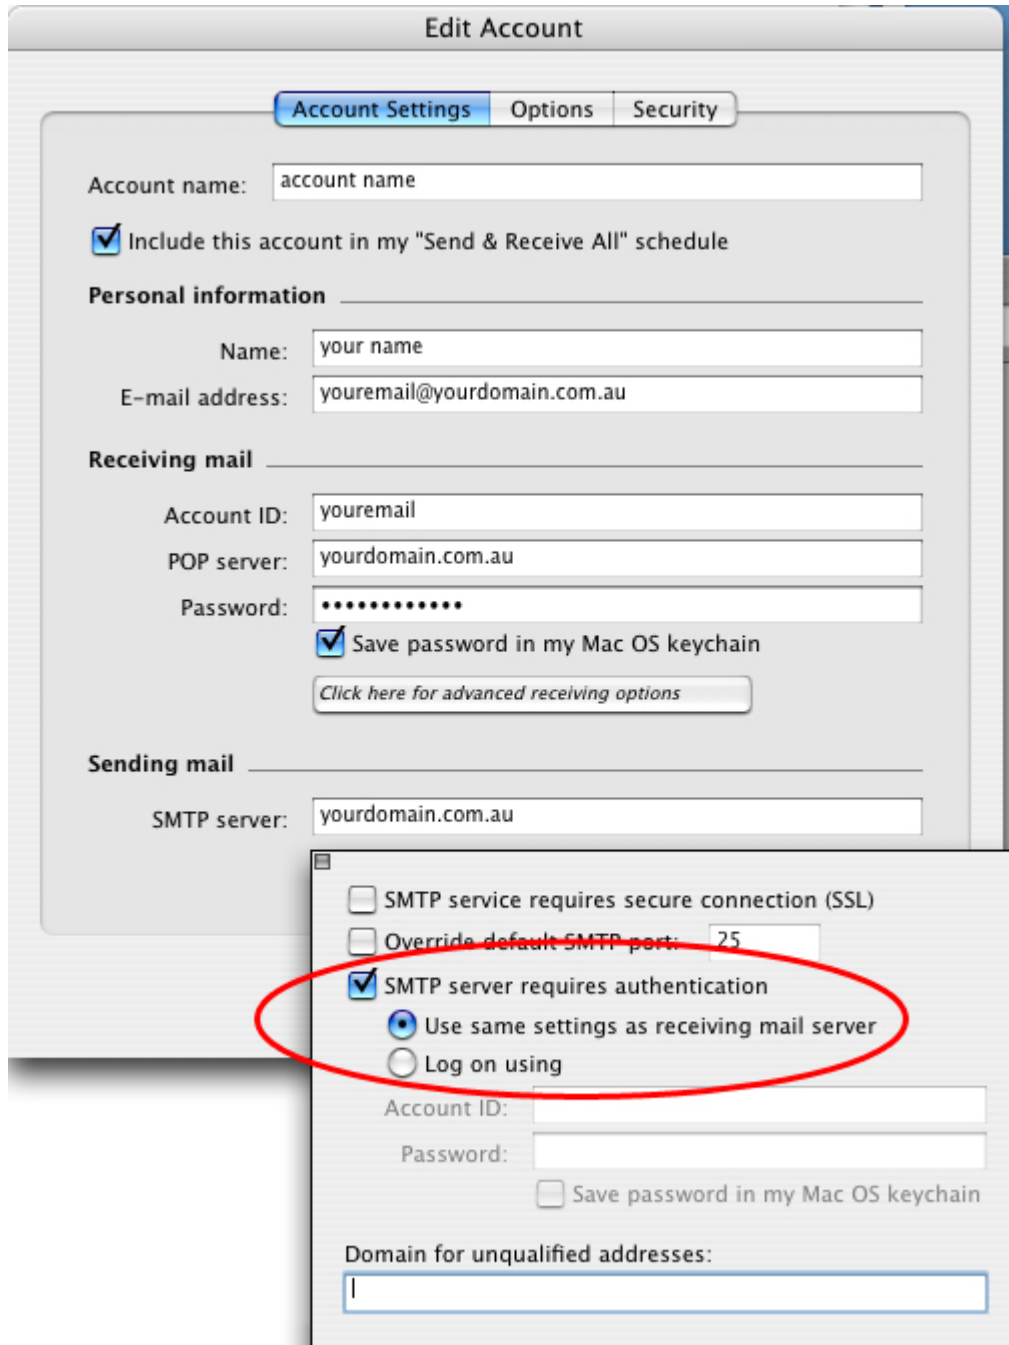 Edit Account
Account Settings Options Security
Account name: account name
Include this account in my "Send & Receive All" schedule
Personal information
Name: your name
E-mail address: youremail@yourdomain.com.au
Receiving mail
Account ID: youremail
POP server: yourdomain.com.au
Password: ••••••••••••
Save password in my Mac OS keychain
Click here for advanced receiving options
Sending mail
SMTP server: yourdomain.com.au
SMTP service requires secure connection (SSL)
Override default SMTP port: 25
SMTP server requires authentication
Use same settings as receiving mail server
Log on using
Account ID:
Password:
Save password in my Mac OS keychain
Domain for unqualified addresses: